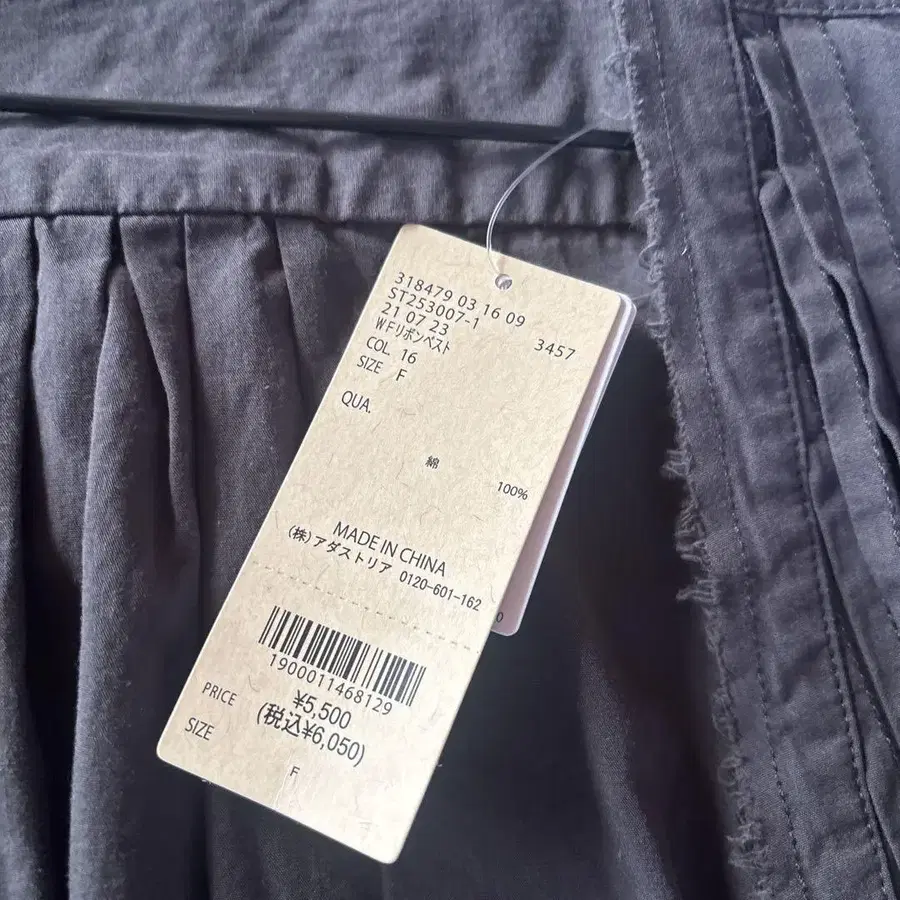 318479 03 16 09
ST253007-1
21 07 23 3457
WFリボンベスト
COL. 16
SIZE F
QUA.
綿
100%
MADE IN CHINA
(株)アダストリア 0120-601-162
0
1900011468129
PRICE ¥5,500
(税込¥6,050)
SIZE
F